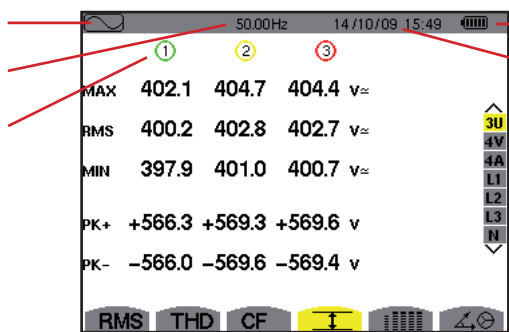 50.00Hz 14/10/09 15:49
1 2 3
MAX 402.1 404.7 404.4 V≃
RMS 400.2 402.8 402.7 V≃
MIN 397.9 401.0 400.7 V≃
PK+ +566.3 +569.3 +569.6 V
PK- -566.0 -569.6 -569.4 V
3U
4V
4A
L1
L2
L3
N
RMS THD CF